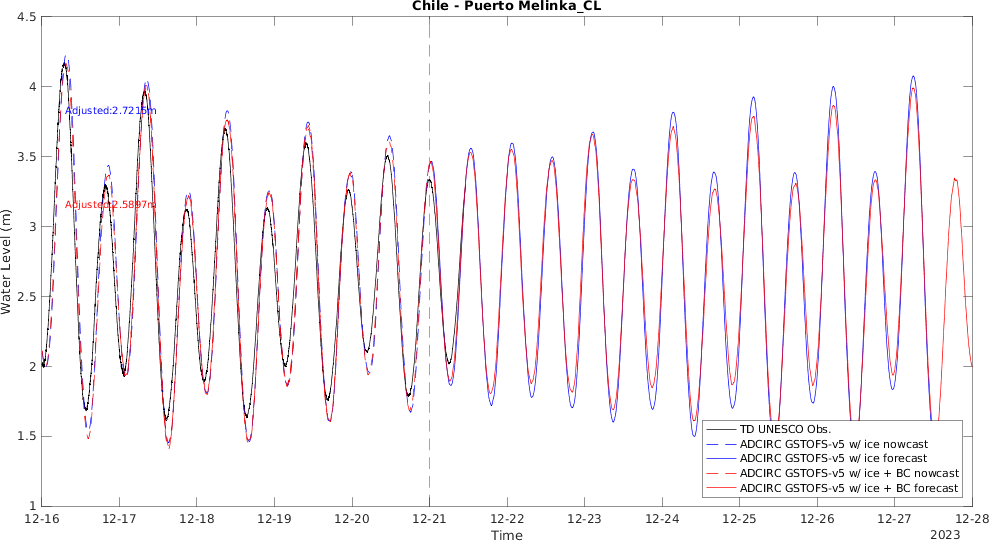 Chile - Puerto Melinka_CL
4.5
4
3.5
3
2.5
2
1.5
1
Water Level (m)
Adjusted:2.7215m
Adjusted:2.5897m
TD UNESCO Obs.
ADCIRC GSTOFS-v5 w/ ice nowcast
ADCIRC GSTOFS-v5 w/ ice forecast
ADCIRC GSTOFS-v5 w/ ice + BC nowcast
ADCIRC GSTOFS-v5 w/ ice + BC forecast
12-16 12-17 12-18 12-19 12-20 12-21 12-22 12-23 12-24 12-25 12-26 12-27 12-28
Time
2023